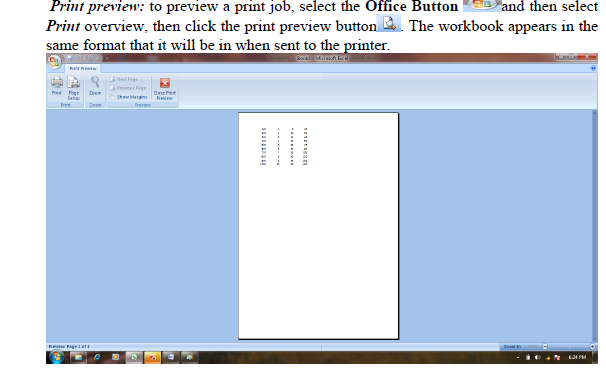 Print preview: to preview a print job, select the Office Button and then select
Print overview, then click the print preview button . The workbook appears in the
same format that it will be in when sent to the printer.
Book1 - Microsoft Excel
Print Preview
Next Page
Previous Page
Show Margins
Print Page Setup Zoom Close Print Preview
Print Zoom Preview
Preview: Page 1 of 1 Zoom In
6:24 PM